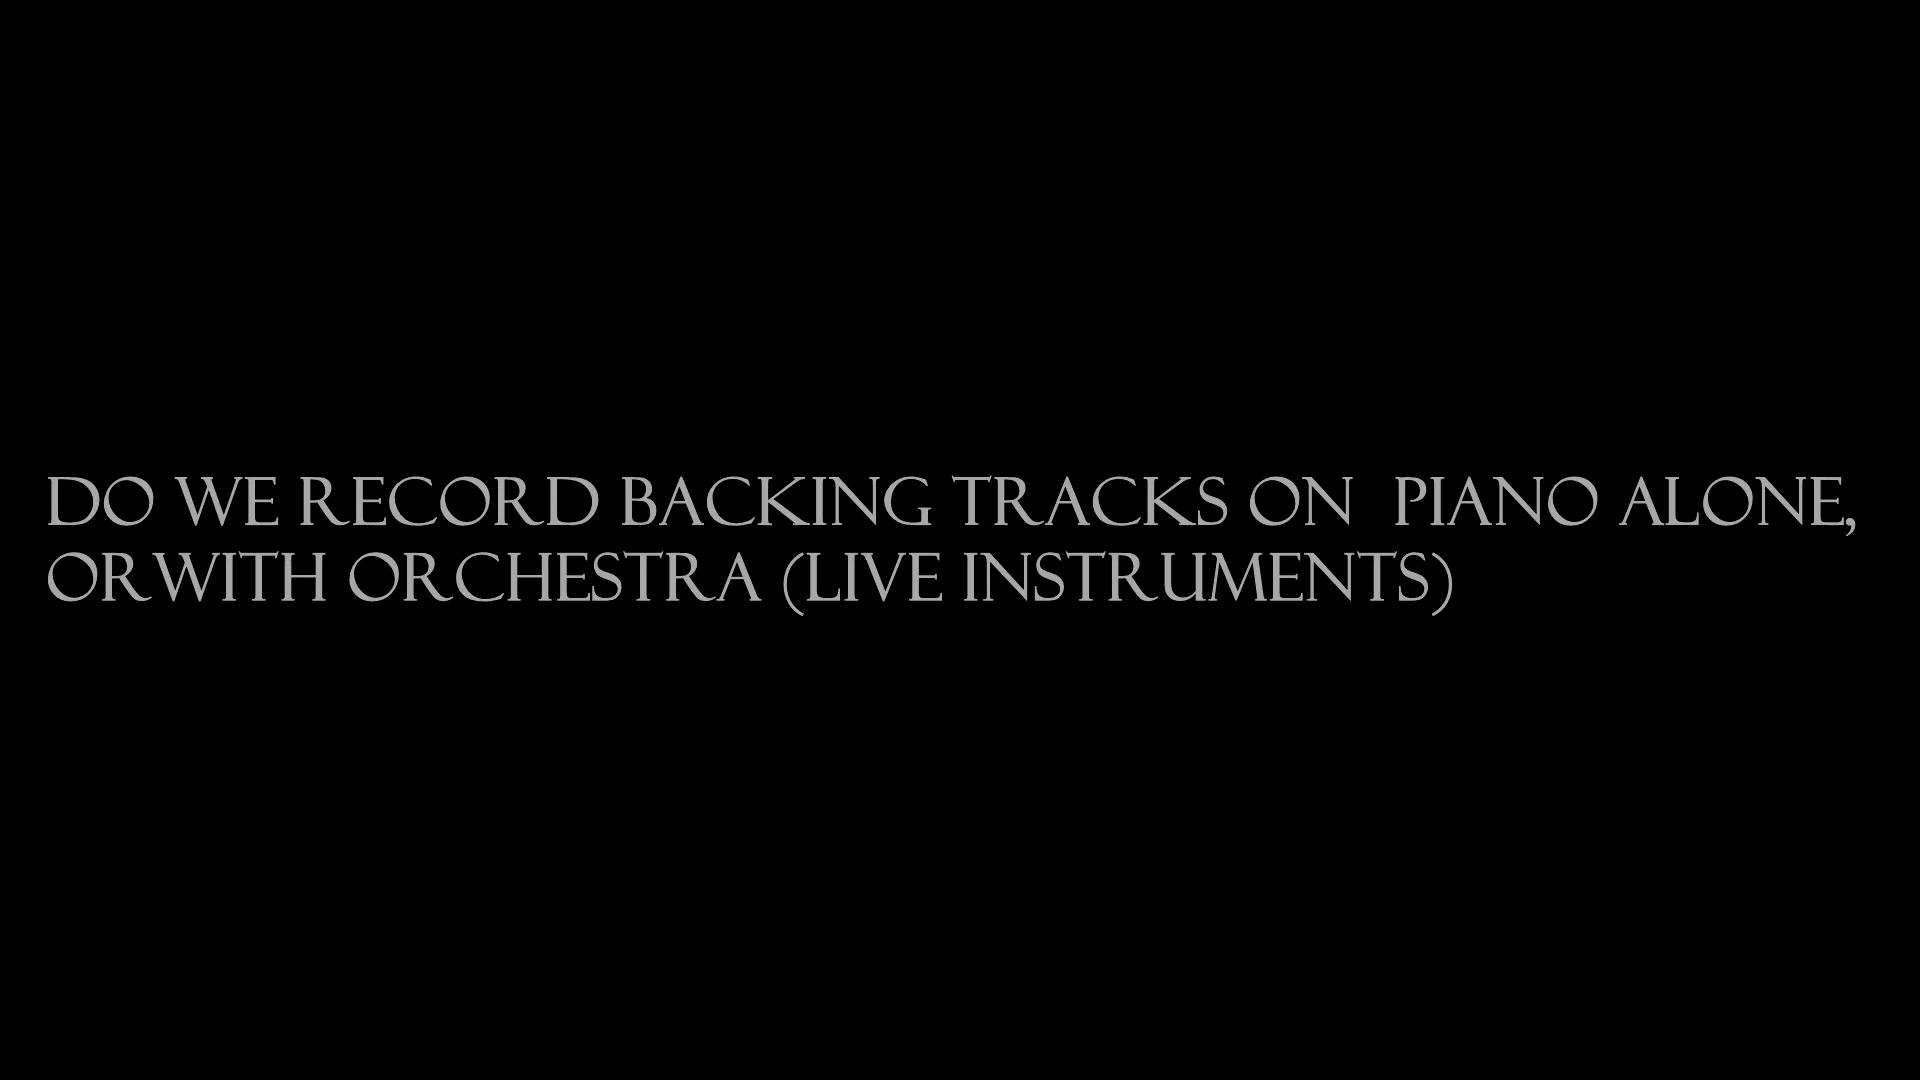 DO WE RECORD BACKING TRACKS ON  PIANO ALONE,
ORWITH ORCHESTRA (LIVE INSTRUMENTS)